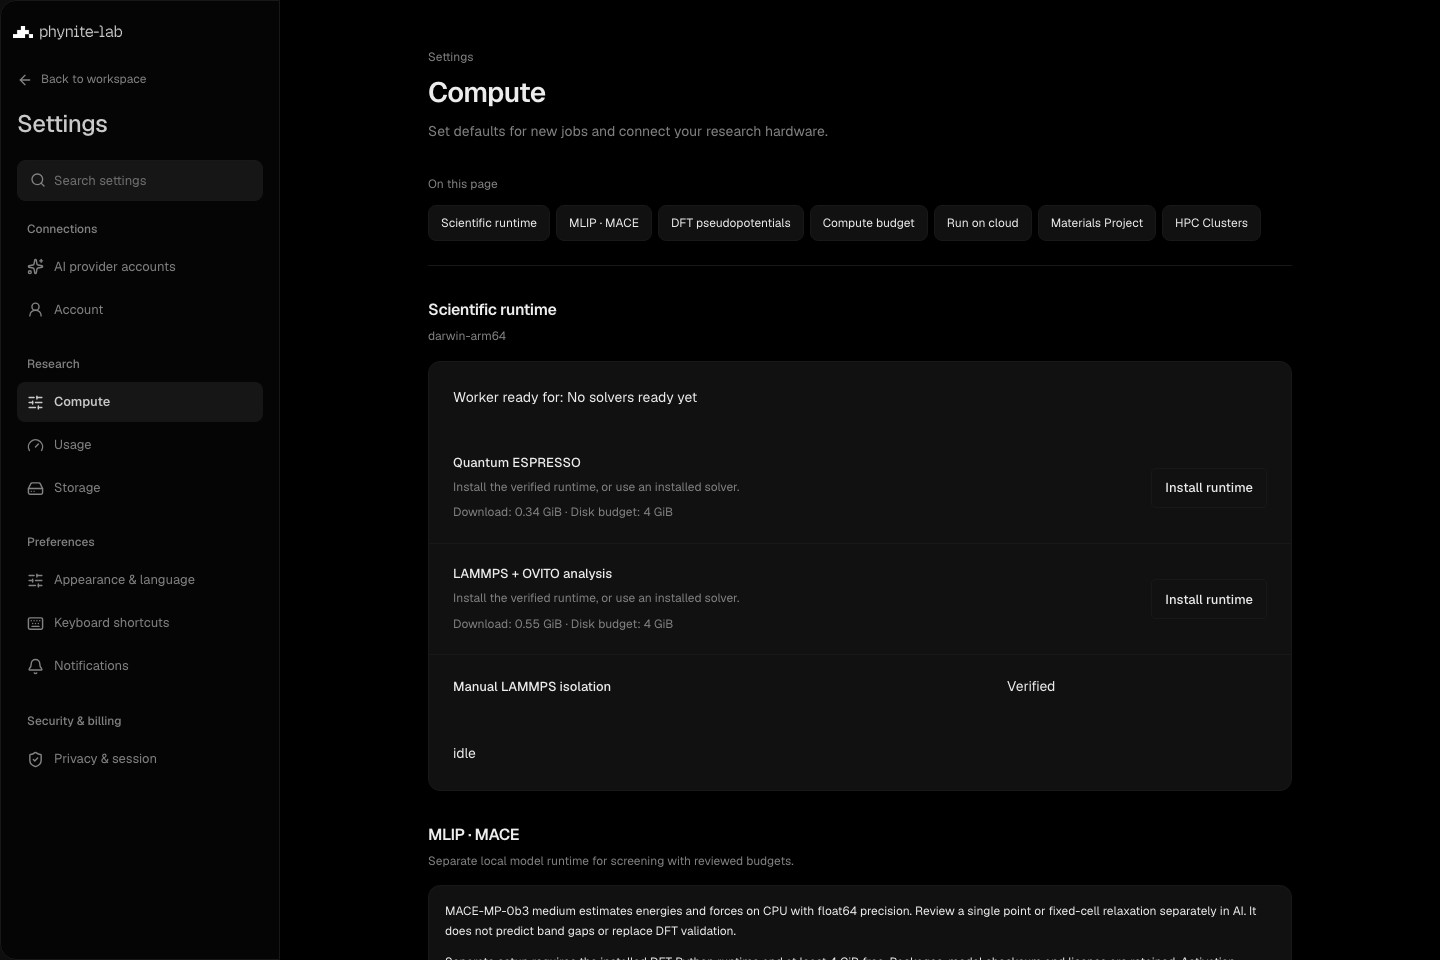 phynite-lab
Back to workspace
Settings
Search settings
Connections
AI provider accounts
Account
Research
Compute
Usage
Storage
Preferences
Appearance & language
Keyboard shortcuts
Notifications
Security & billing
Privacy & session
Settings
Compute
Set defaults for new jobs and connect your research hardware.
On this page
Scientific runtime
MLIP · MACE
DFT pseudopotentials
Compute budget
Run on cloud
Materials Project
HPC Clusters
Scientific runtime
darwin-arm64
Worker ready for: No solvers ready yet
Quantum ESPRESSO
Install the verified runtime, or use an installed solver.
Download: 0.34 GiB · Disk budget: 4 GiB
Install runtime
LAMMPS + OVITO analysis
Install the verified runtime, or use an installed solver.
Download: 0.55 GiB · Disk budget: 4 GiB
Install runtime
Manual LAMMPS isolation
Verified
idle
MLIP · MACE
Separate local model runtime for screening with reviewed budgets.
MACE-MP-0b3 medium estimates energies and forces on CPU with float64 precision. Review a single point or fixed-cell relaxation separately in AI. It
does not predict band gaps or replace DFT validation.